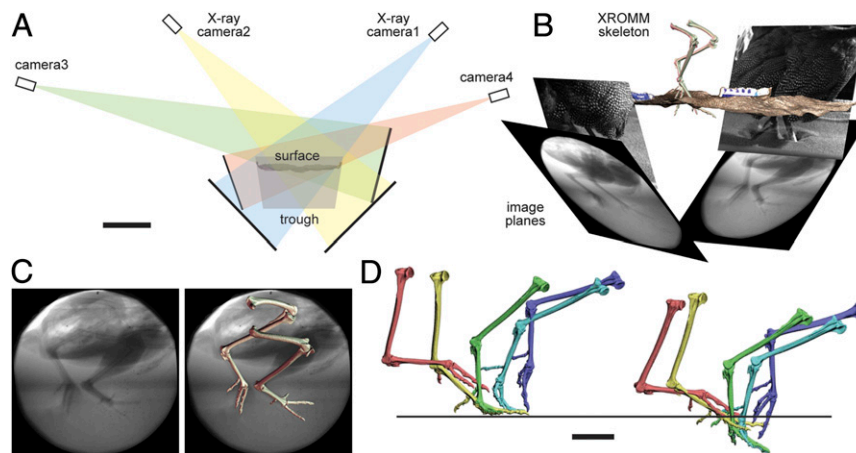 A
X-ray
camera2
X-ray
camera1
camera3
camera4
surface
trough
B
XROMM
skeleton
image
planes
C
D